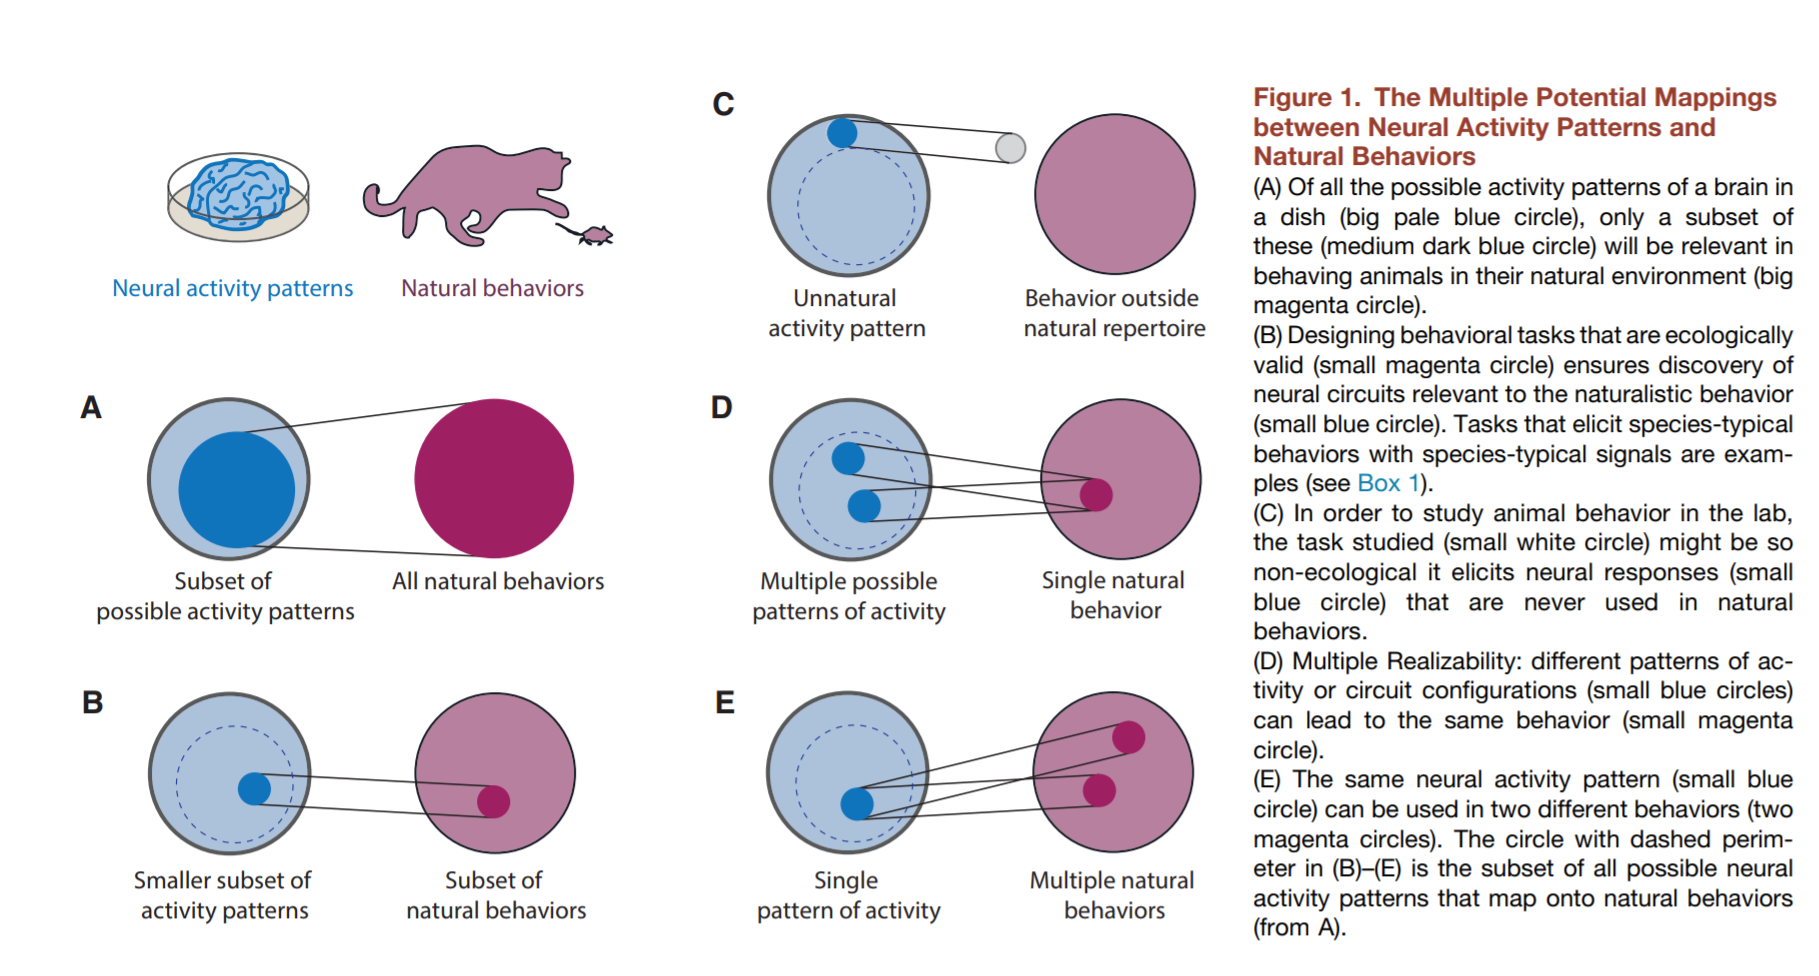 Neural activity patterns
Natural behaviors
A
Subset of
possible activity patterns
All natural behaviors
B
Smaller subset of
activity patterns
Subset of
natural behaviors
C
Unnatural
activity pattern
Behavior outside
natural repertoire
D
Multiple possible
patterns of activity
Single natural
behavior
E
Single
pattern of activity
Multiple natural
behaviors
Figure 1. The Multiple Potential Mappings
between Neural Activity Patterns and
Natural Behaviors
(A) Of all the possible activity patterns of a brain in
a dish (big pale blue circle), only a subset of
these (medium dark blue circle) will be relevant in
behaving animals in their natural environment (big
magenta circle).
(B) Designing behavioral tasks that are ecologically
valid (small magenta circle) ensures discovery of
neural circuits relevant to the naturalistic behavior
(small blue circle). Tasks that elicit species-typical
behaviors with species-typical signals are exam-
ples (see Box 1).
(C) In order to study animal behavior in the lab,
the task studied (small white circle) might be so
non-ecological it elicits neural responses (small
blue circle) that are never used in natural
behaviors.
(D) Multiple Realizability: different patterns of ac-
tivity or circuit configurations (small blue circles)
can lead to the same behavior (small magenta
circle).
(E) The same neural activity pattern (small blue
circle) can be used in two different behaviors (two
magenta circles). The circle with dashed perim-
eter in (B)–(E) is the subset of all possible neural
activity patterns that map onto natural behaviors
(from A).